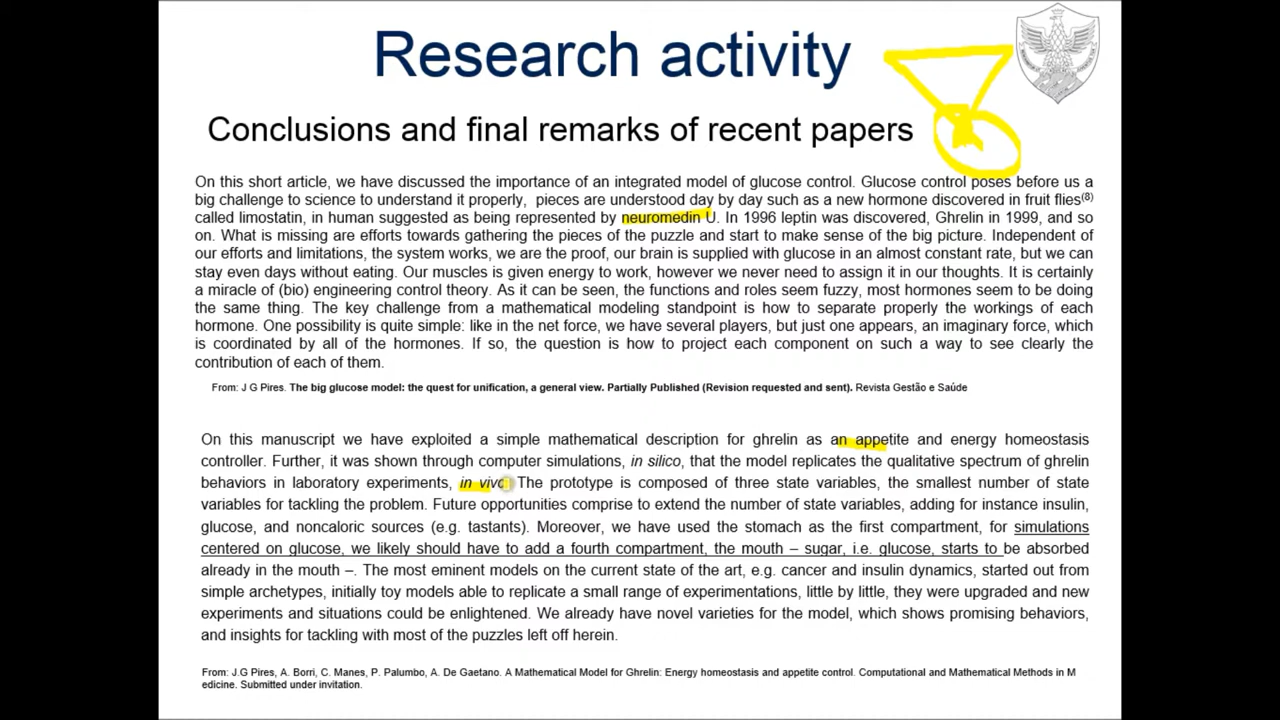 Research activity
Conclusions and final remarks of recent papers
On this short article, we have discussed the importance of an integrated model of glucose control. Glucose control poses before us a
big challenge to science to understand it properly, pieces are understood day by day such as a new hormone discovered in fruit flies(8)
called limostatin, in human suggested as being represented by neuromedin U. In 1996 leptin was discovered, Ghrelin in 1999, and so
on. What is missing are efforts towards gathering the pieces of the puzzle and start to make sense of the big picture. Independent of
our efforts and limitations, the system works, we are the proof, our brain is supplied with glucose in an almost constant rate, but we can
stay even days without eating. Our muscles is given energy to work, however we never need to assign it in our thoughts. It is certainly
a miracle of (bio) engineering control theory. As it can be seen, the functions and roles seem fuzzy, most hormones seem to be doing
the same thing. The key challenge from a mathematical modeling standpoint is how to separate properly the workings of each
hormone. One possibility is quite simple: like in the net force, we have several players, but just one appears, an imaginary force, which
is coordinated by all of the hormones. If so, the question is how to project each component on such a way to see clearly the
contribution of each of them.
From: J G Pires. The big glucose model: the quest for unification, a general view. Partially Published (Revision requested and sent). Revista Gestão e Saúde
On this manuscript we have exploited a simple mathematical description for ghrelin as an appetite and energy homeostasis
controller. Further, it was shown through computer simulations, in silico, that the model replicates the qualitative spectrum of ghrelin
behaviors in laboratory experiments, in vivo. The prototype is composed of three state variables, the smallest number of state
variables for tackling the problem. Future opportunities comprise to extend the number of state variables, adding for instance insulin,
glucose, and noncaloric sources (e.g. tastants). Moreover, we have used the stomach as the first compartment, for simulations
centered on glucose, we likely should have to add a fourth compartment, the mouth – sugar, i.e. glucose, starts to be absorbed
already in the mouth –. The most eminent models on the current state of the art, e.g. cancer and insulin dynamics, started out from
simple archetypes, initially toy models able to replicate a small range of experimentations, little by little, they were upgraded and new
experiments and situations could be enlightened. We already have novel varieties for the model, which shows promising behaviors,
and insights for tackling with most of the puzzles left off herein.
From: J.G Pires, A. Borri, C. Manes, P. Palumbo, A. De Gaetano. A Mathematical Model for Ghrelin: Energy homeostasis and appetite control. Computational and Mathematical Methods in M
edicine. Submitted under invitation.